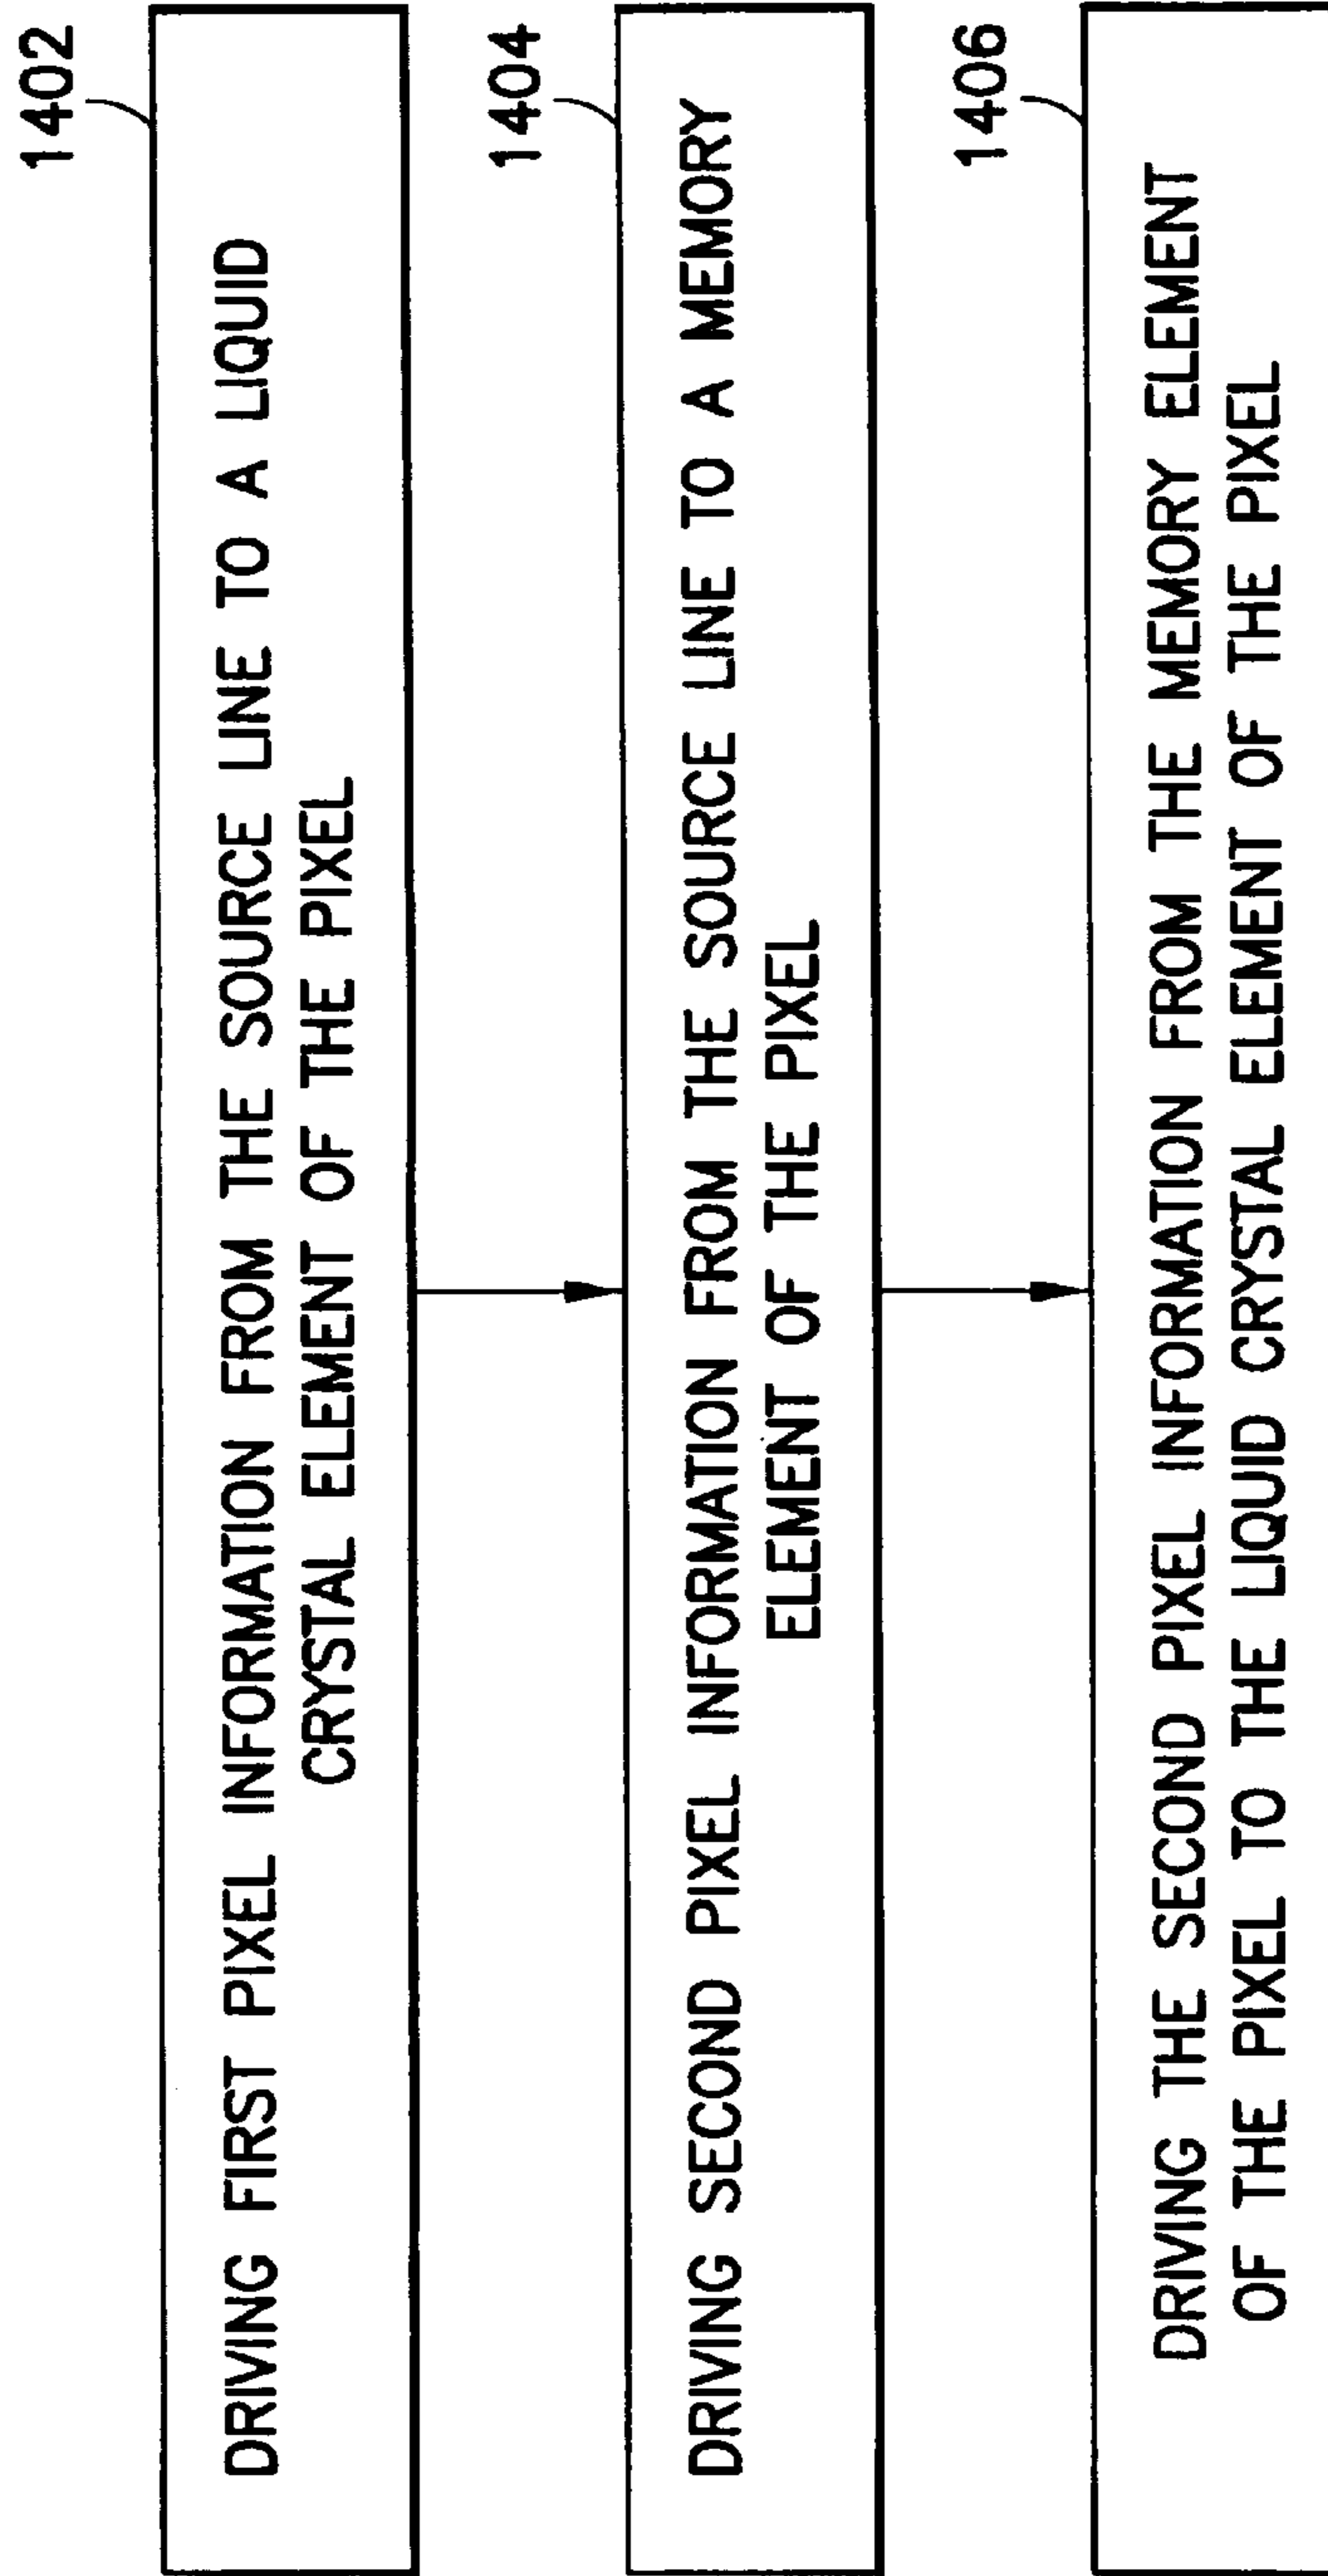 1402
DRIVING FIRST PIXEL INFORMATION FROM THE SOURCE LINE TO A LIQUID
CRYSTAL ELEMENT OF THE PIXEL
1404
DRIVING SECOND PIXEL INFORMATION FROM THE SOURCE LINE TO A MEMORY
ELEMENT OF THE PIXEL
1406
DRIVING THE SECOND PIXEL INFORMATION FROM THE MEMORY ELEMENT
OF THE PIXEL TO THE LIQUID CRYSTAL ELEMENT OF THE PIXEL